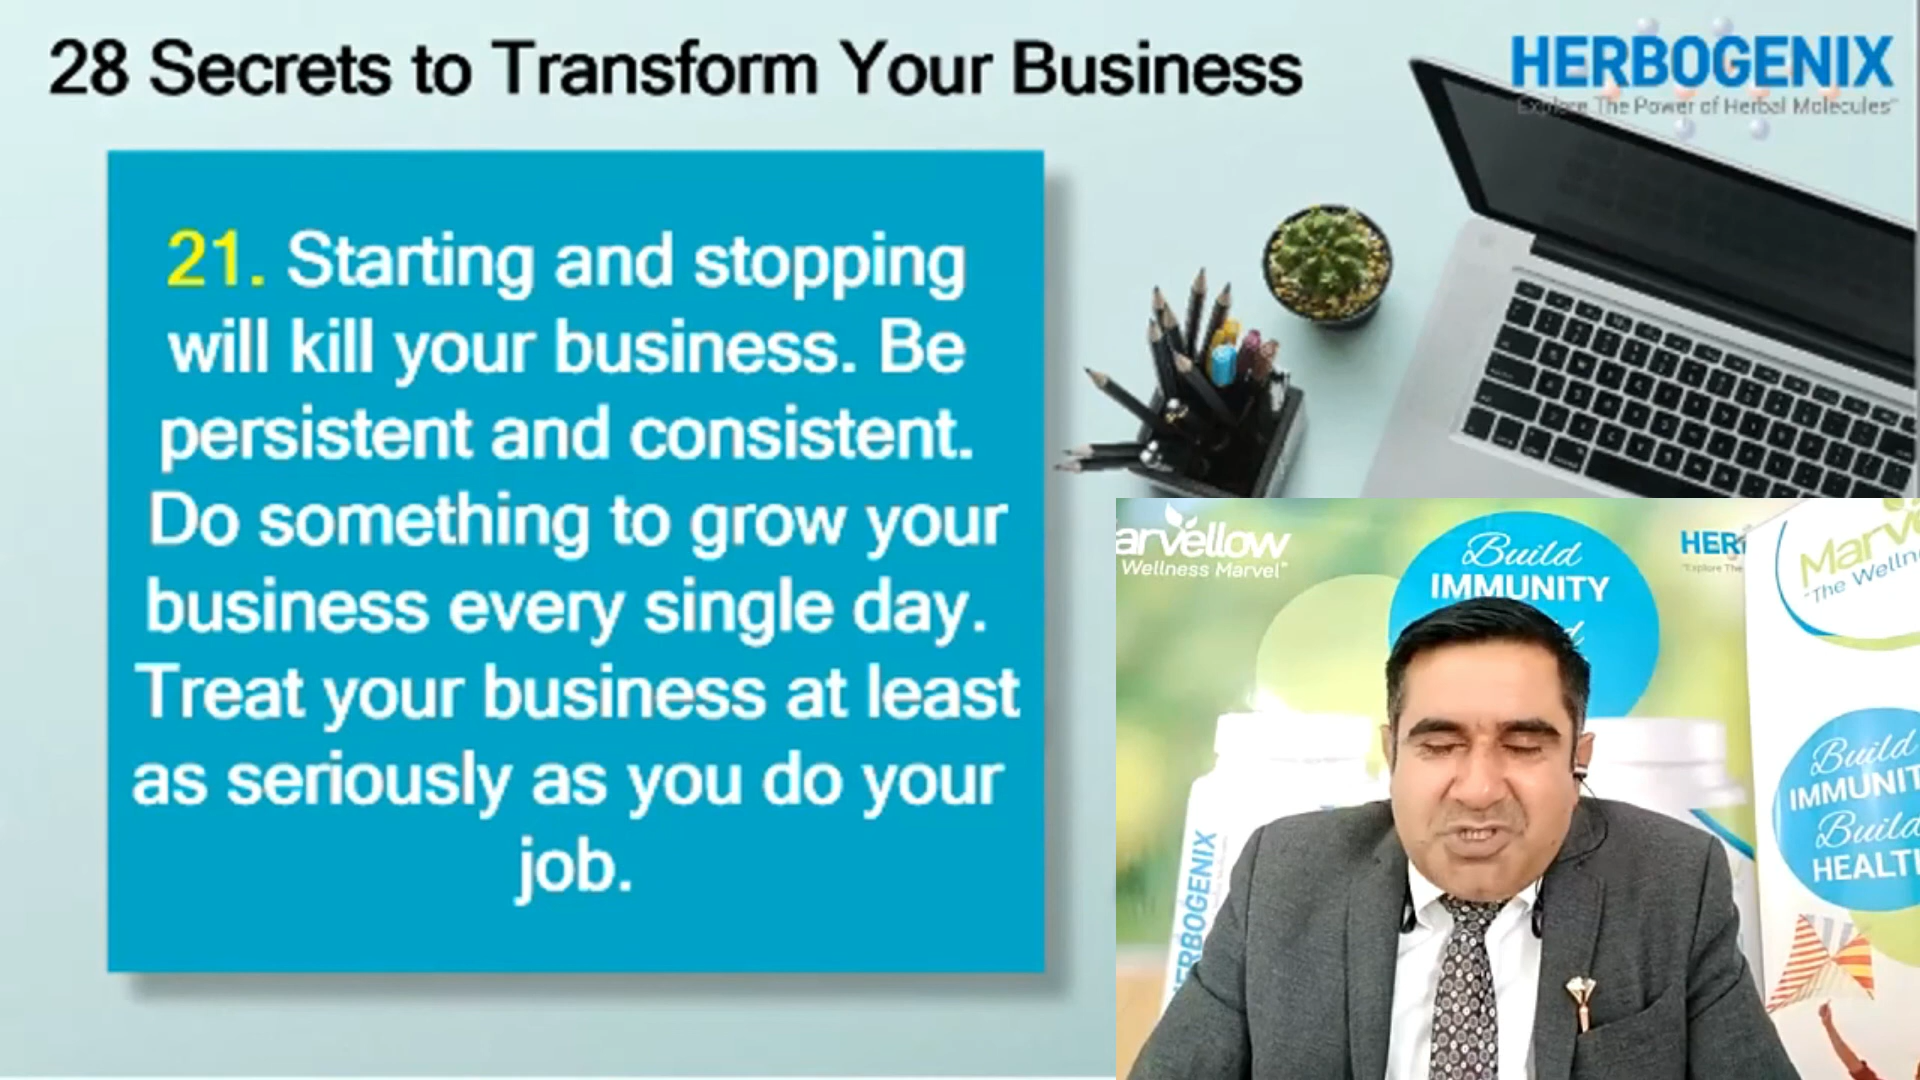 28 Secrets to Transform Your Business
HERBOGENIX
Explore The Power of Herbal Molecules
21. Starting and stopping
will kill your business. Be
persistent and consistent.
Do something to grow your
business every single day.
Treat your business at least
as seriously as you do your
job.
arvellow
Wellness Marvel"
Build
IMMUNITY
HER
"Explore The
Marv
"The Welln
Build
IMMUNIT
Build
HEALT
ERBOGENIX